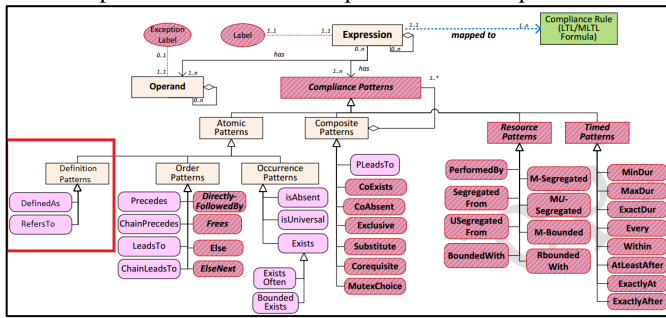 Exception
Label
Label
1..1
Expression
1..n
0..n
mapped to
Compliance Rule
(LTL/MLTL
Formula)
1..1
0..1
1..1
has
has
1..n
Operand
0..n
1..n
Compliance Patterns
1..*
Atomic
Patterns
Composite
Patterns
Resource
Patterns
Timed
Patterns
Definition
Patterns
Order
Patterns
Occurrence
Patterns
DefinedAs
RefersTo
Precedes
ChainPrecedes
LeadsTo
ChainLeadsTo
Directly-
FollowedBy
Frees
Else
ElseNext
isAbsent
isUniversal
Exists
Exists
Often
Bounded
Exists
PLeadsTo
CoExists
CoAbsent
Exclusive
Substitute
Corequisite
MutexChoice
PerformedBy
Segregated
From
USegregated
From
BoundedWith
M-Segregated
MU-
Segregated
M-Bounded
Rbounded
With
MinDur
MaxDur
ExactDur
Every
Within
AtLeastAfter
ExactlyAt
ExactlyAfter